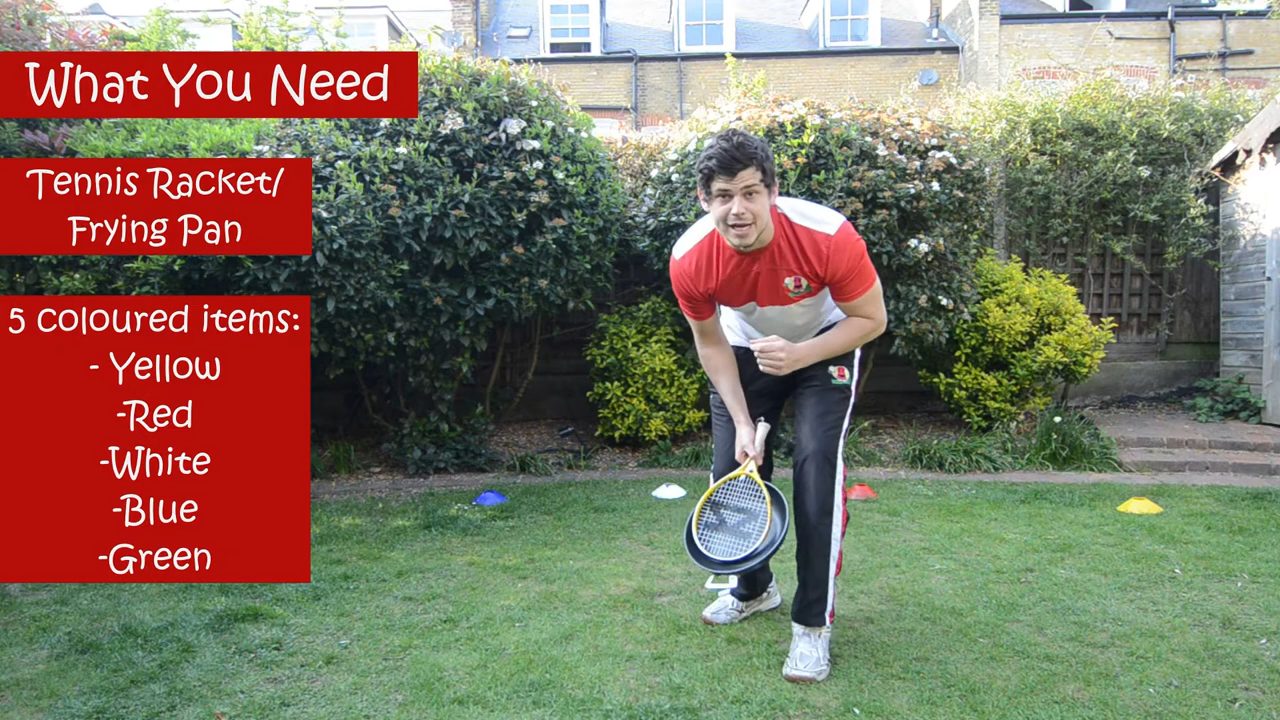 What You Need
Tennis Racket/
Frying Pan
5 coloured items:
- Yellow
-Red
-White
-Blue
-Green